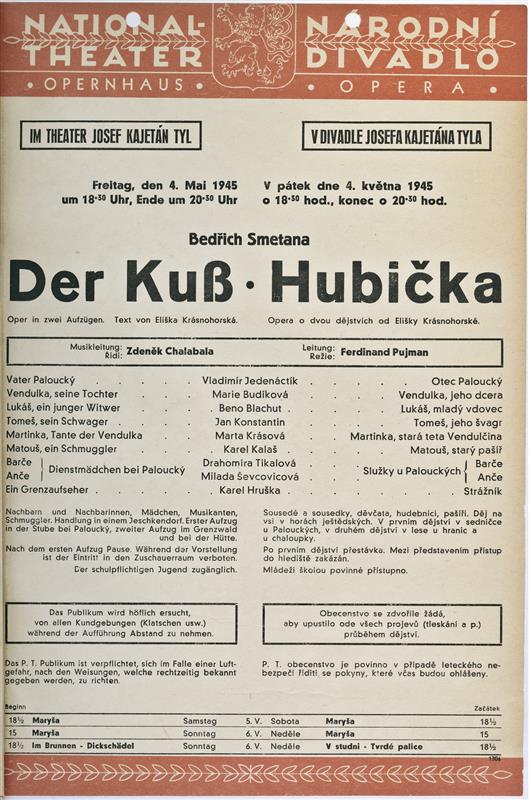 NATIONAL-
THEATER
• OPERNHAUS •
NÁRODNÍ
DIVADLO
• OPERA •
IM THEATER JOSEF KAJETÁN TYL
V DIVADLE JOSEFA KAJETÁNA TYLA
Freitag, den 4. Mai 1945
um 18·30 Uhr, Ende um 20·30 Uhr
V pátek dne 4. května 1945
o 18·30 hod., konec o 20·30 hod.
Bedřich Smetana
Der Kuß · Hubička
Oper in zwei Aufzügen. Text von Eliška Krásnohorská.
Opera o dvou dějstvích od Elišky Krásnohorské.
Musikleitung: Řídí: Zdeněk Chalabala
Leitung: Režie: Ferdinand Pujman
Vater Paloucký . . . . . Vladimír Jedenáctík . . . . Otec Paloucký
Vendulka, seine Tochter . . . . Marie Budíková . . . . Vendulka, jeho dcera
Lukáš, ein junger Witwer . . . Beno Blachut . . . . Lukáš, mladý vdovec
Tomeš, sein Schwager . . . . Jan Konstantin . . . . Tomeš, jeho švagr
Martinka, Tante der Vendulka . . Marta Krásová . . Martinka, stará teta Vendulčina
Matouš, ein Schmuggler . . . . Karel Kalaš . . . . Matouš, starý pašíř
Barče Drahomíra Tikalová Barče
Dienstmädchen bei Paloucký Služky u Palouckých
Anče Milada Ševcovicová Anče
Ein Grenzaufseher . . . . Karel Hruška . . . . Strážník
Nachbarn und Nachbarinnen, Mädchen, Musikanten,
Schmuggler. Handlung in einem Jeschkendorf. Erster Aufzug
in der Stube bei Paloucký, zweiter Aufzug im Grenzwald
und bei der Hütte.
Nach dem ersten Aufzug Pause. Während der Vorstellung
ist der Eintritt in den Zuschauerraum verboten.
Der schulpflichtigen Jugend zugänglich.
Sousedé a sousedky, děvčata, hudebníci, pašíři. Děj na
vsi v horách ještědských. V prvním dějství v sedničce
u Palouckých, v druhém dějství v lese u hranic a
u chaloupky.
Po prvním dějství přestávka. Mezi představením přístup
do hlediště zakázán.
Mládeži školou povinné přístupno.
Das Publikum wird höflich ersucht,
von allen Kundgebungen (Klatschen usw.)
während der Aufführung Abstand zu nehmen.
Obecenstvo se zdvořile žádá,
aby upustilo ode všech projevů (tleskání a p.)
průběhem dějství.
Das P. T. Publikum ist verpflichtet, sich im Falle einer Luft-
gefahr, nach den Weisungen, welche rechtzeitig bekannt
gegeben werden, zu richten.
P. T. obecenstvo je povinno v případě leteckého ne-
bezpečí říditi se pokyny, které včas budou ohlášeny.
Beginn Začátek
18½ Maryša Samstag 5. V. Sobota Maryša 18½
15 Maryša Sonntag 6. V. Neděle Maryša 15
18½ Im Brunnen - Dickschädel Sonntag 6. V. Neděle V studni - Tvrdé palice 18½
1306